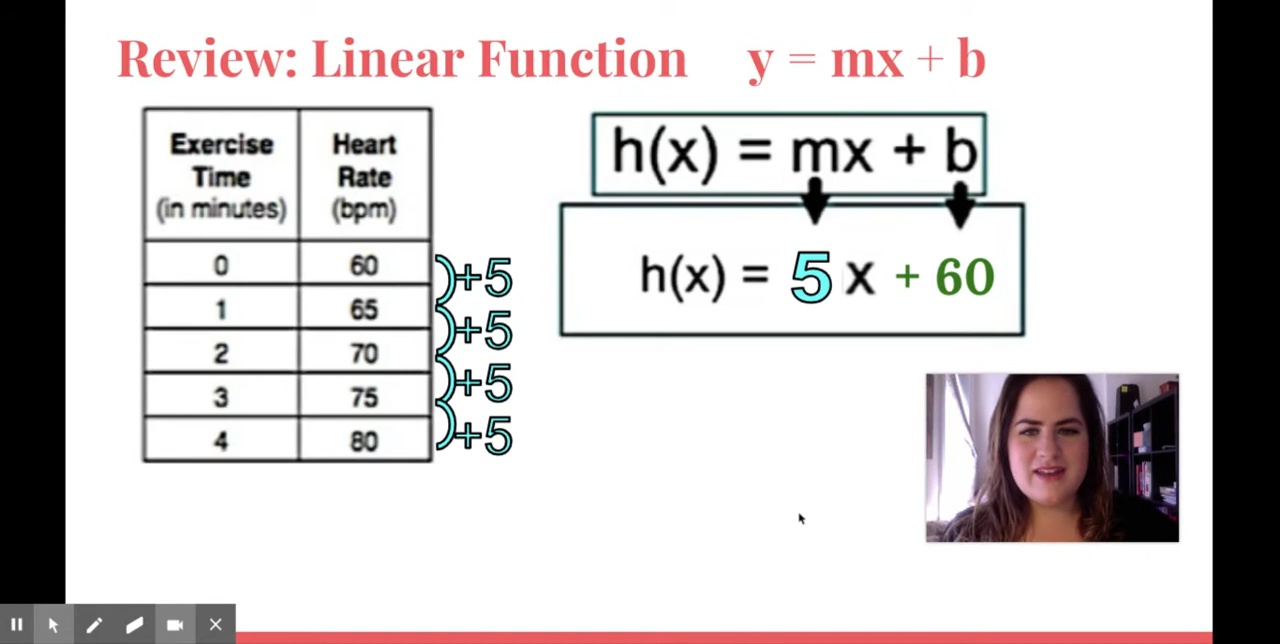 Review: Linear Function y = mx + b
Exercise Time (in minutes) Heart Rate (bpm)
0 60
1 65
2 70
3 75
4 80
+5
+5
+5
+5
h(x) = mx + b
h(x) = 5x + 60